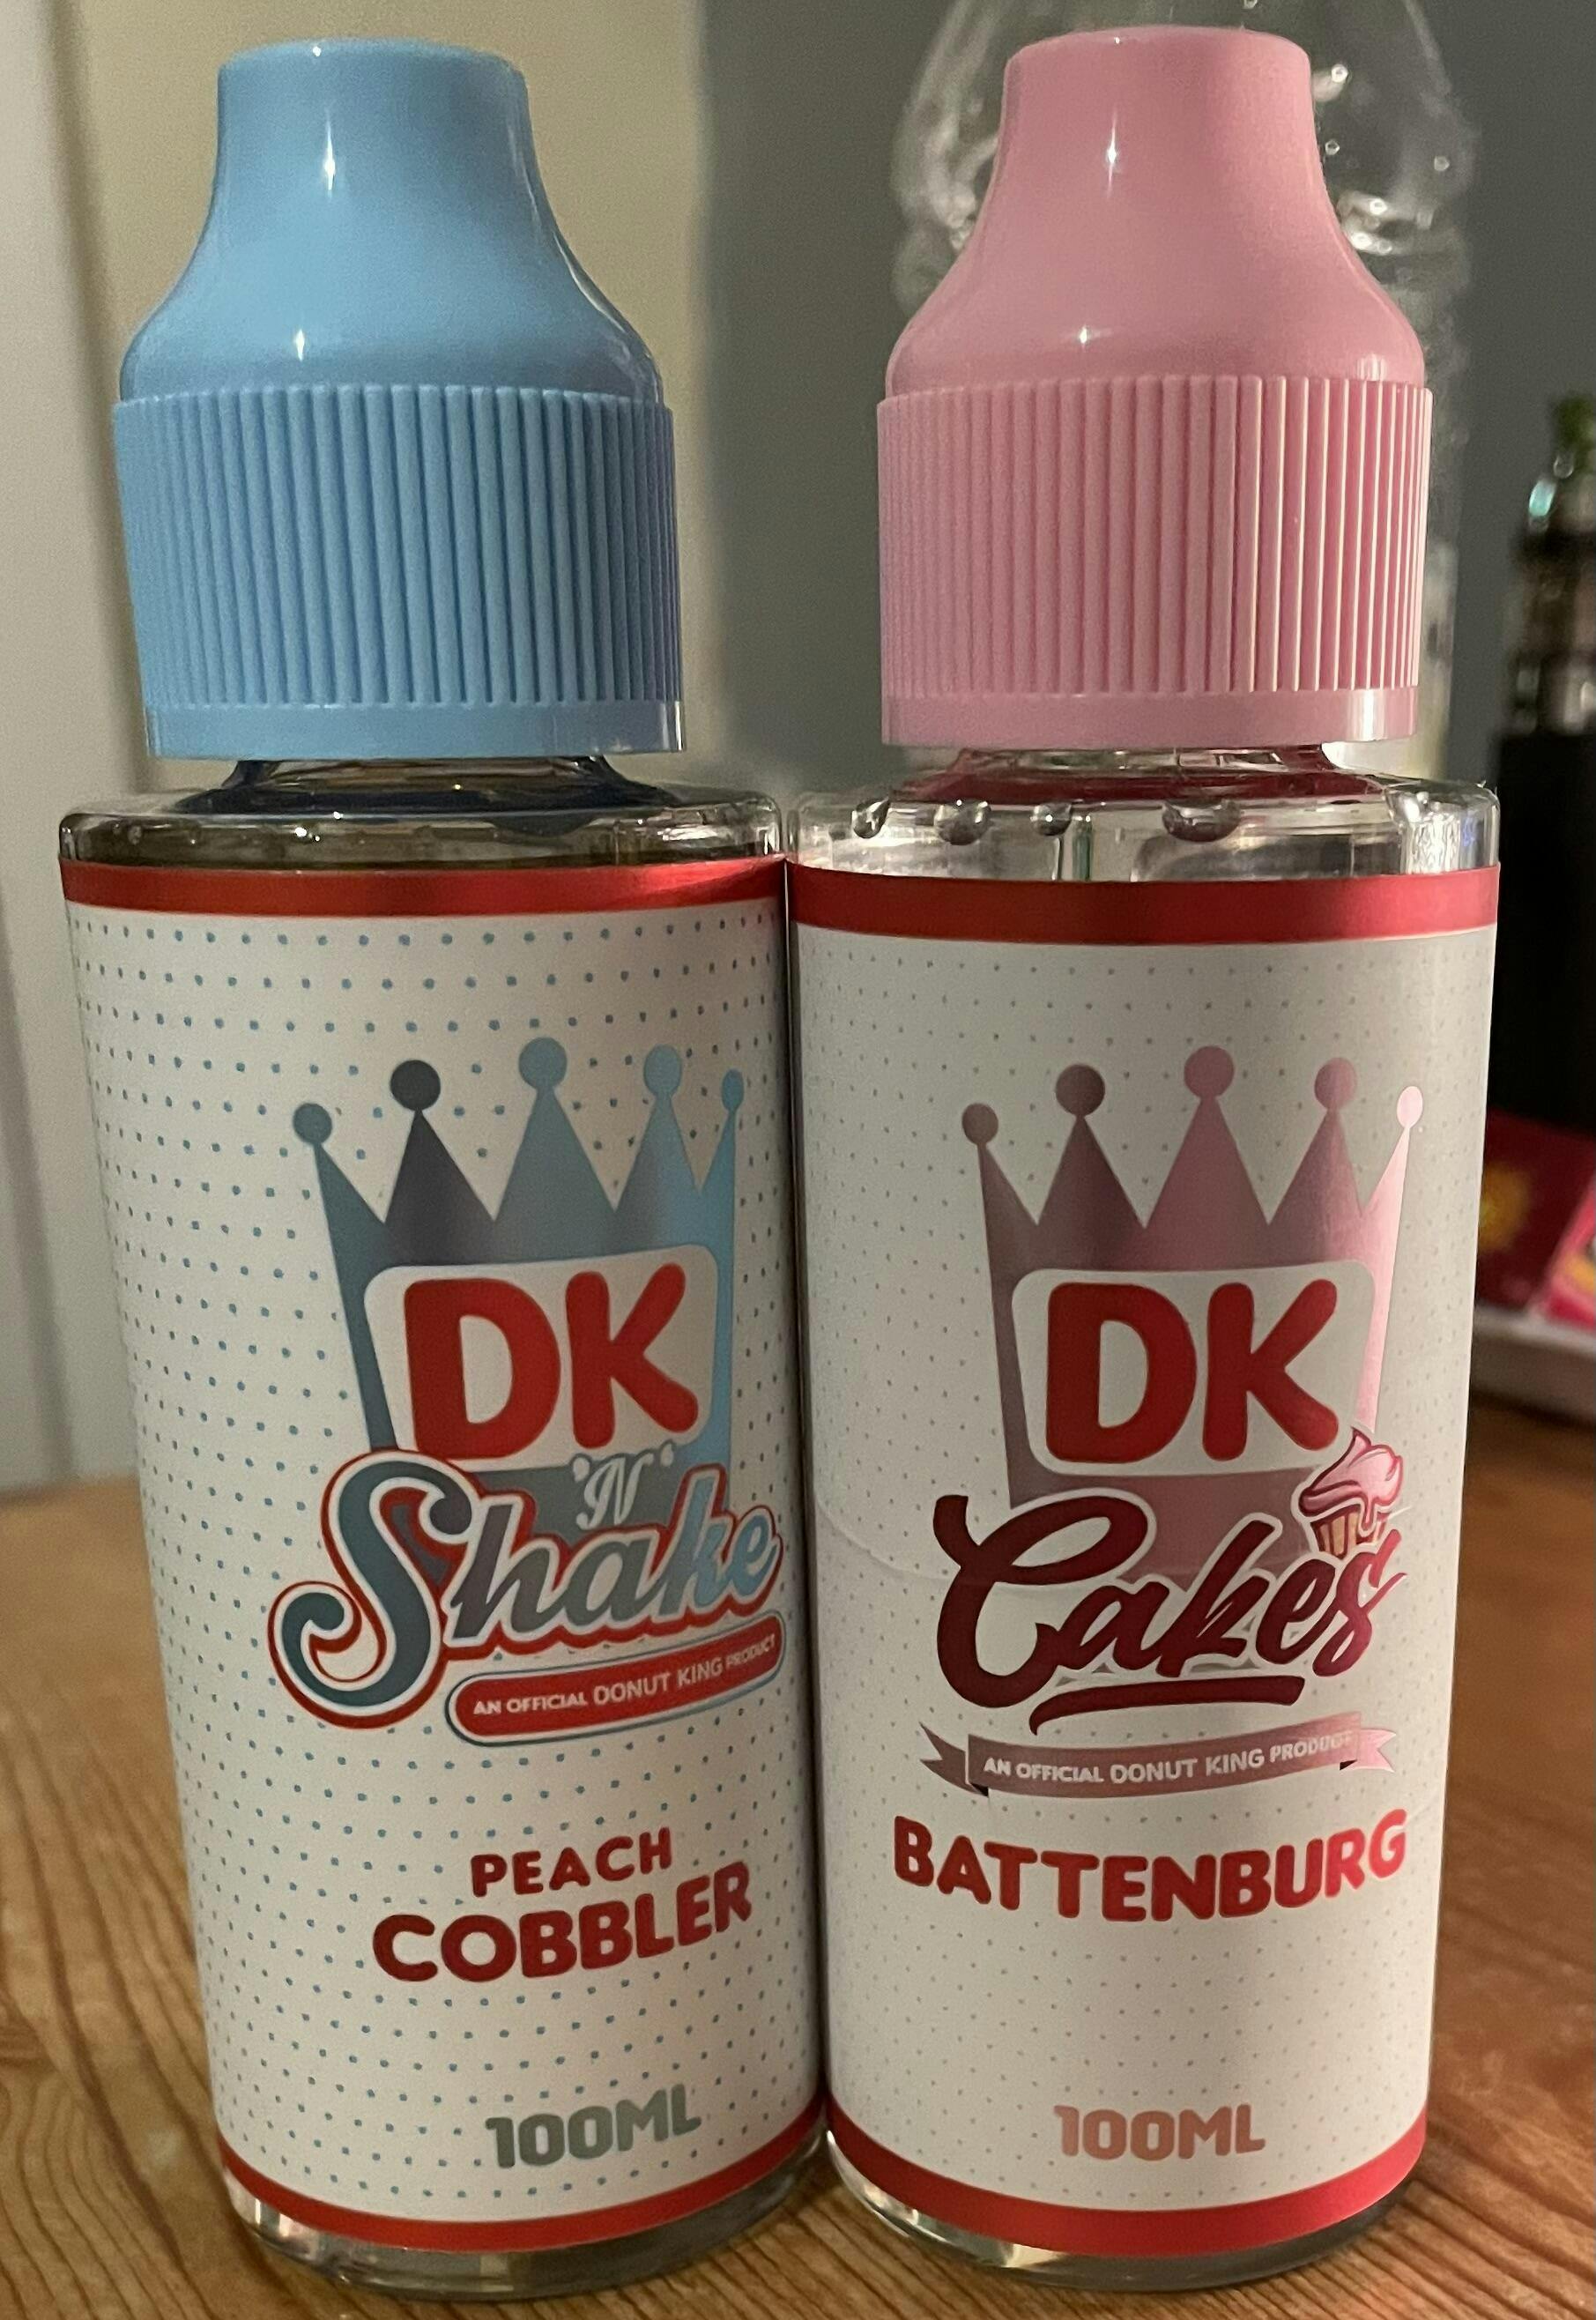 DK
'N'
Shake
AN OFFICIAL DONUT KING PRODUCT
PEACH
COBBLER
100ML
DK
Cakes
AN OFFICIAL DONUT KING PRODUCT
BATTENBURG
100ML